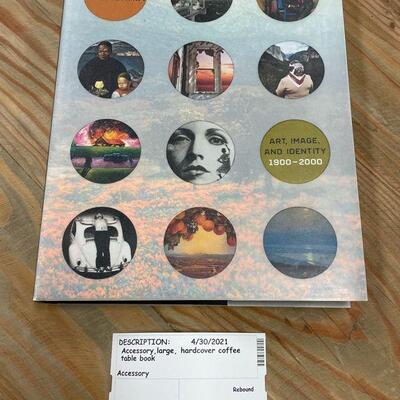 ART, IMAGE,
AND IDENTITY
1900–2000
DESCRIPTION: 4/30/2021
Accessory,large, hardcover coffee
table book
Accessory
Rebound